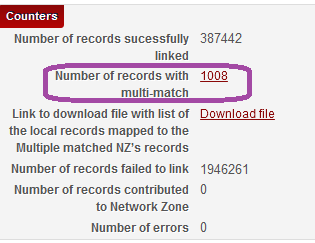 Counters
Number of records sucessfully 387442
linked
Number of records with 1008
multi-match
Link to download file with list of Download file
the local records mapped to the
Multiple matched NZ's records
Number of records failed to link 1946261
Number of records contributed 0
to Network Zone
Number of errors 0